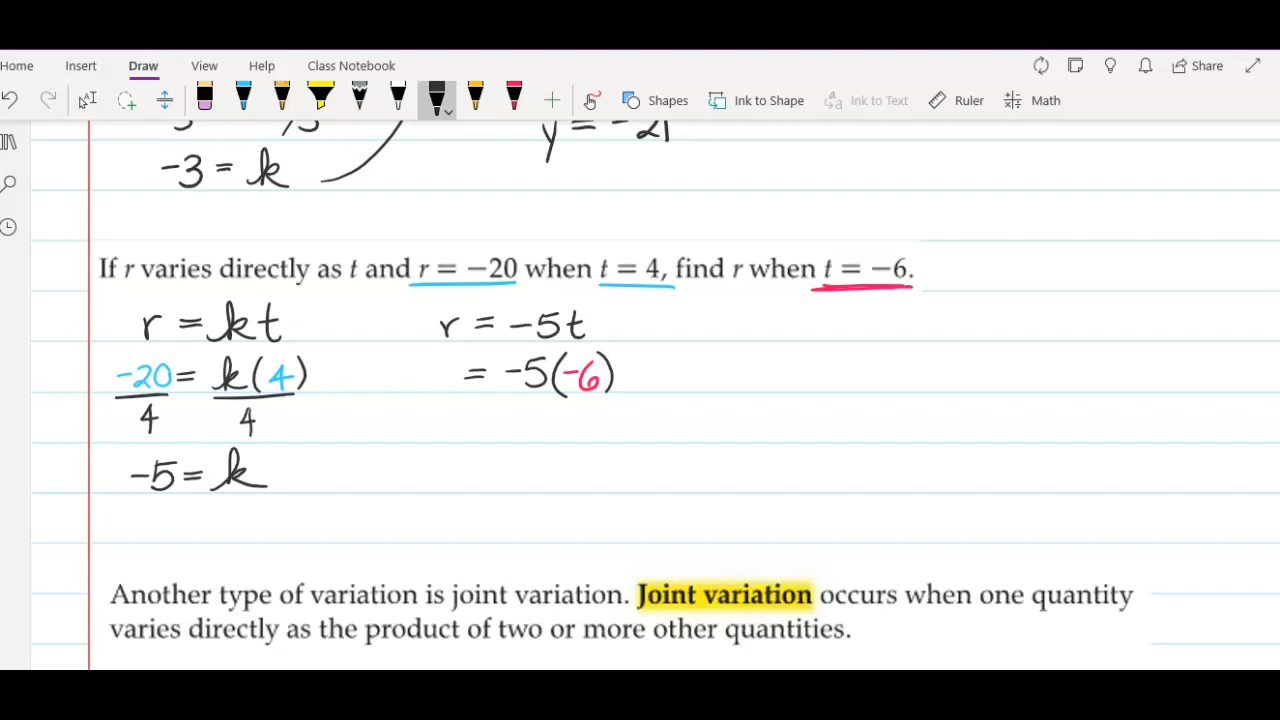 Home Insert Draw View Help Class Notebook Share
Shapes Ink to Shape Ink to Text Ruler Math
y = -21
-3 = k
If r varies directly as t and r = −20 when t = 4, find r when t = −6.
r = kt r = -5t
-20 = k(4) = -5(-6)
4 4
-5 = k
Another type of variation is joint variation. Joint variation occurs when one quantity
varies directly as the product of two or more other quantities.